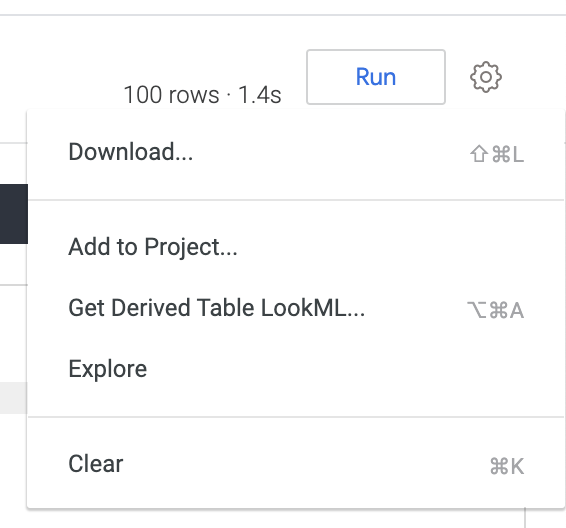 100 rows · 1.4s
Run
Download...
⇧⌘L
Add to Project...
Get Derived Table LookML...
⌥⌘A
Explore
Clear
⌘K